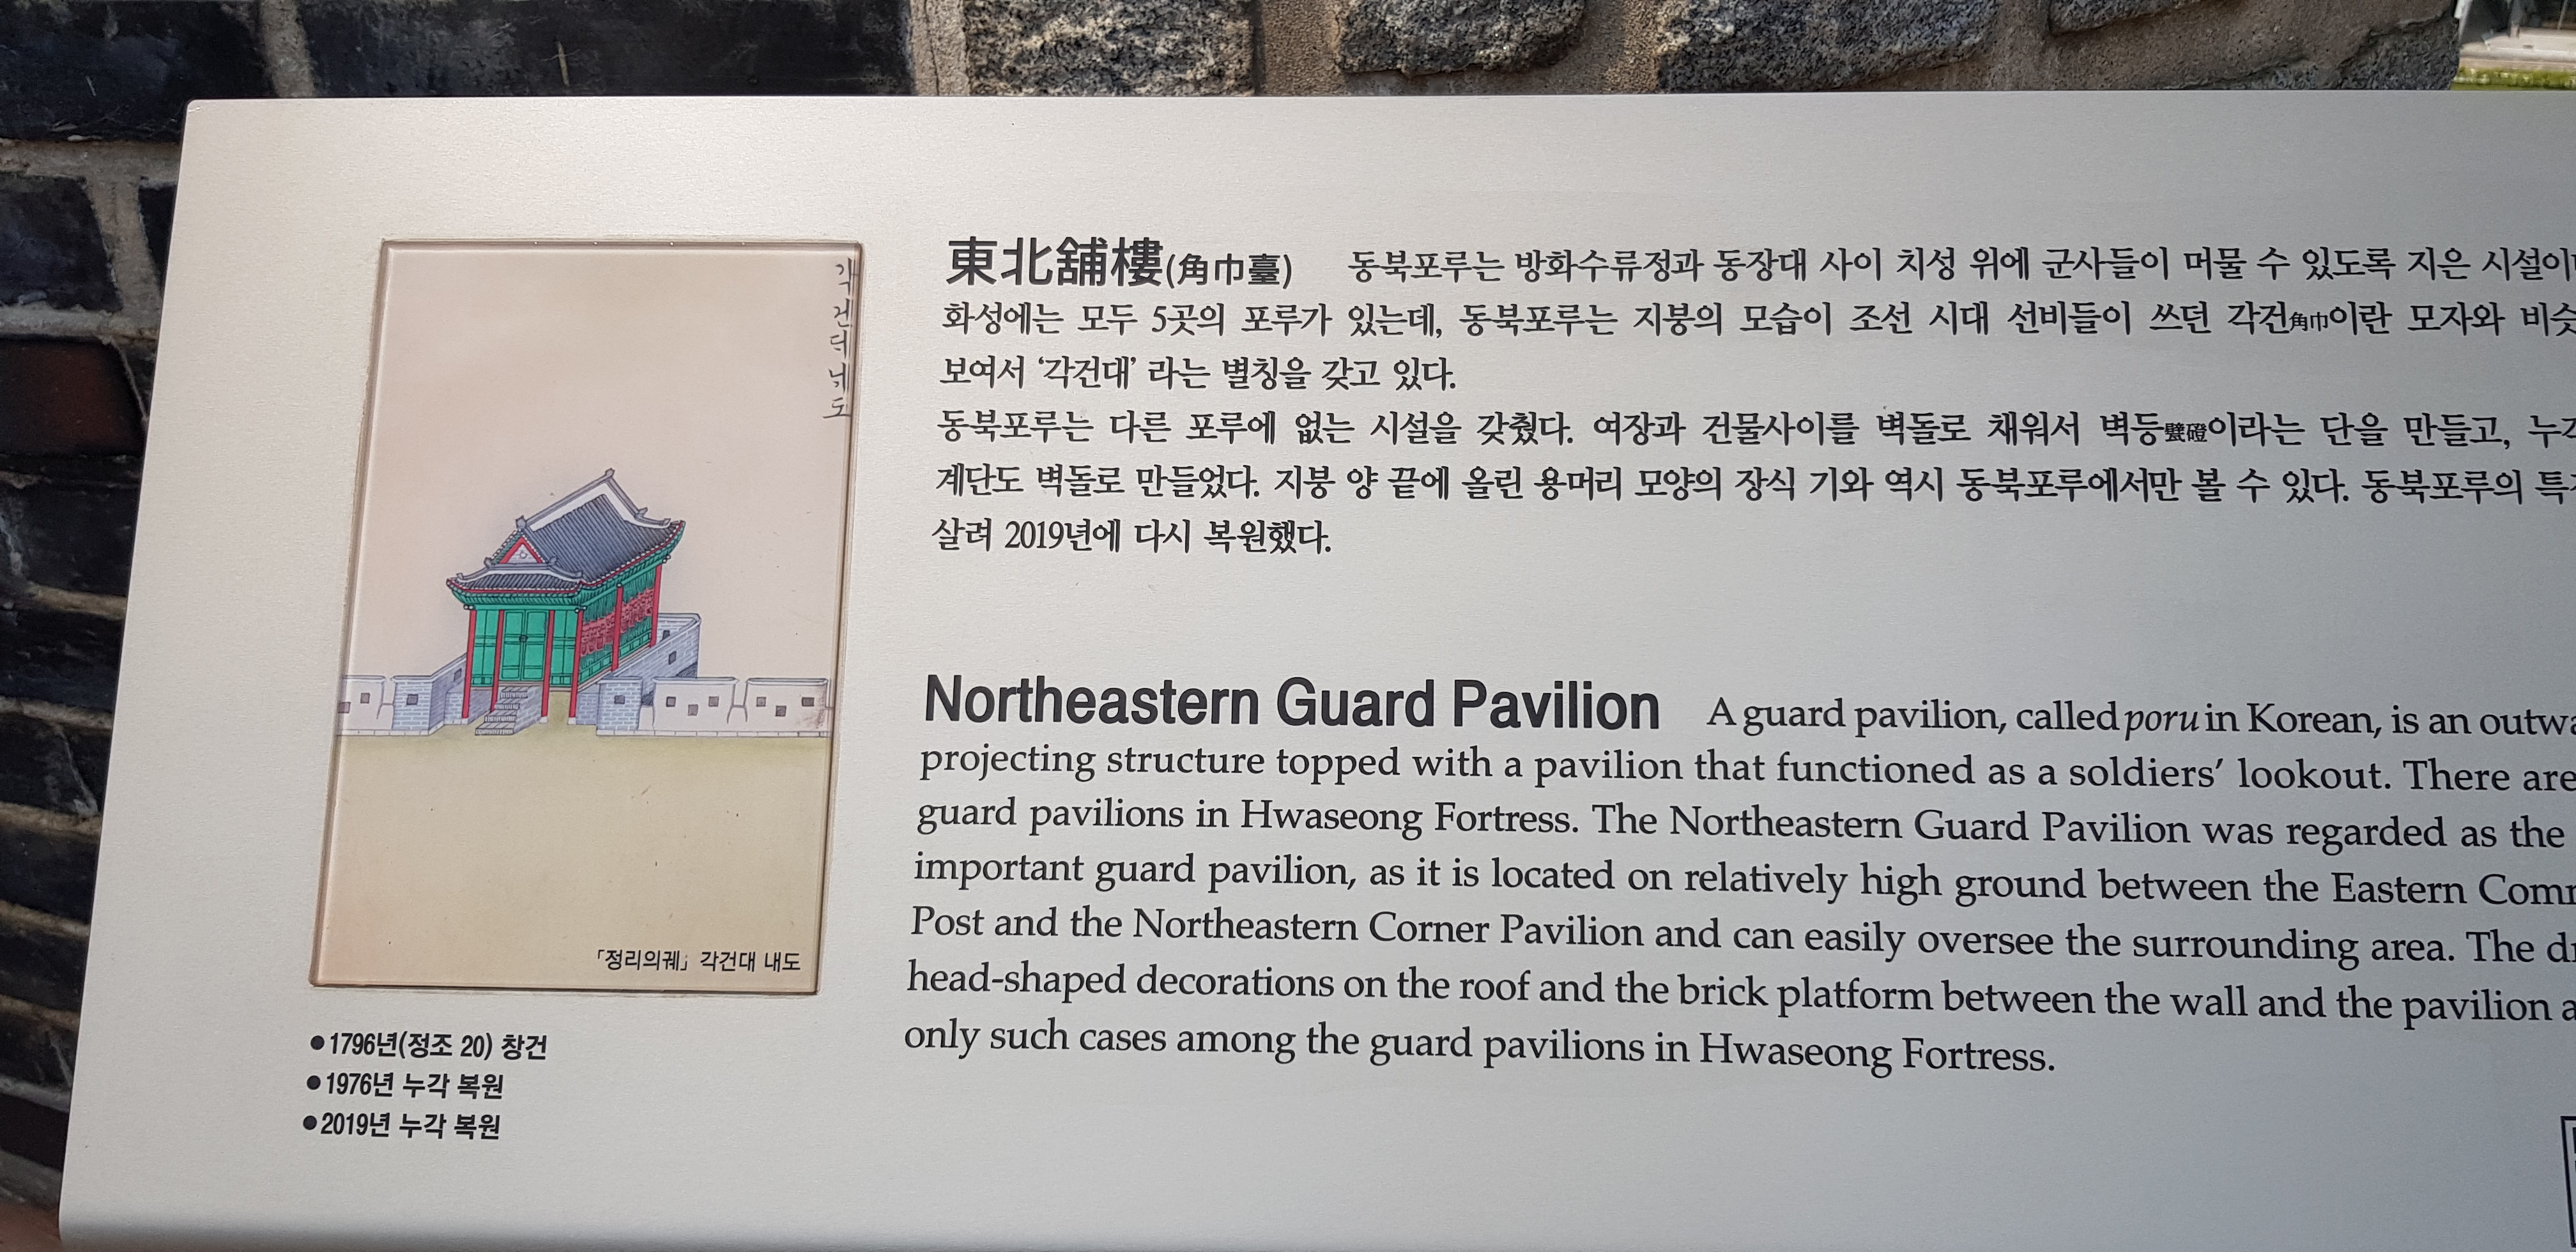 각건대내도
「정리의궤」 각건대 내도
●1796년(정조 20) 창건
●1976년 누각 복원
●2019년 누각 복원
東北舖樓(角巾臺) 동북포루는 방화수류정과 동장대 사이 치성 위에 군사들이 머물 수 있도록 지은
화성에는 모두 5곳의 포루가 있는데, 동북포루는 지붕의 모습이 조선 시대 선비들이 쓰던 각건角巾이란 모자와
보여서 ‘각건대’ 라는 별칭을 갖고 있다.
동북포루는 다른 포루에 없는 시설을 갖췄다. 여장과 건물사이를 벽돌로 채워서 벽등甓磴이라는 단을 만들고,
계단도 벽돌로 만들었다. 지붕 양 끝에 올린 용머리 모양의 장식 기와 역시 동북포루에서만 볼 수 있다. 동북포루의
살려 2019년에 다시 복원했다.
Northeastern Guard Pavilion A guard pavilion, called poru in Korean, is an
projecting structure topped with a pavilion that functioned as a soldiers’ lookout. There are
guard pavilions in Hwaseong Fortress. The Northeastern Guard Pavilion was regarded as the
important guard pavilion, as it is located on relatively high ground between the Eastern
Post and the Northeastern Corner Pavilion and can easily oversee the surrounding area. The
head-shaped decorations on the roof and the brick platform between the wall and the pavilion
only such cases among the guard pavilions in Hwaseong Fortress.